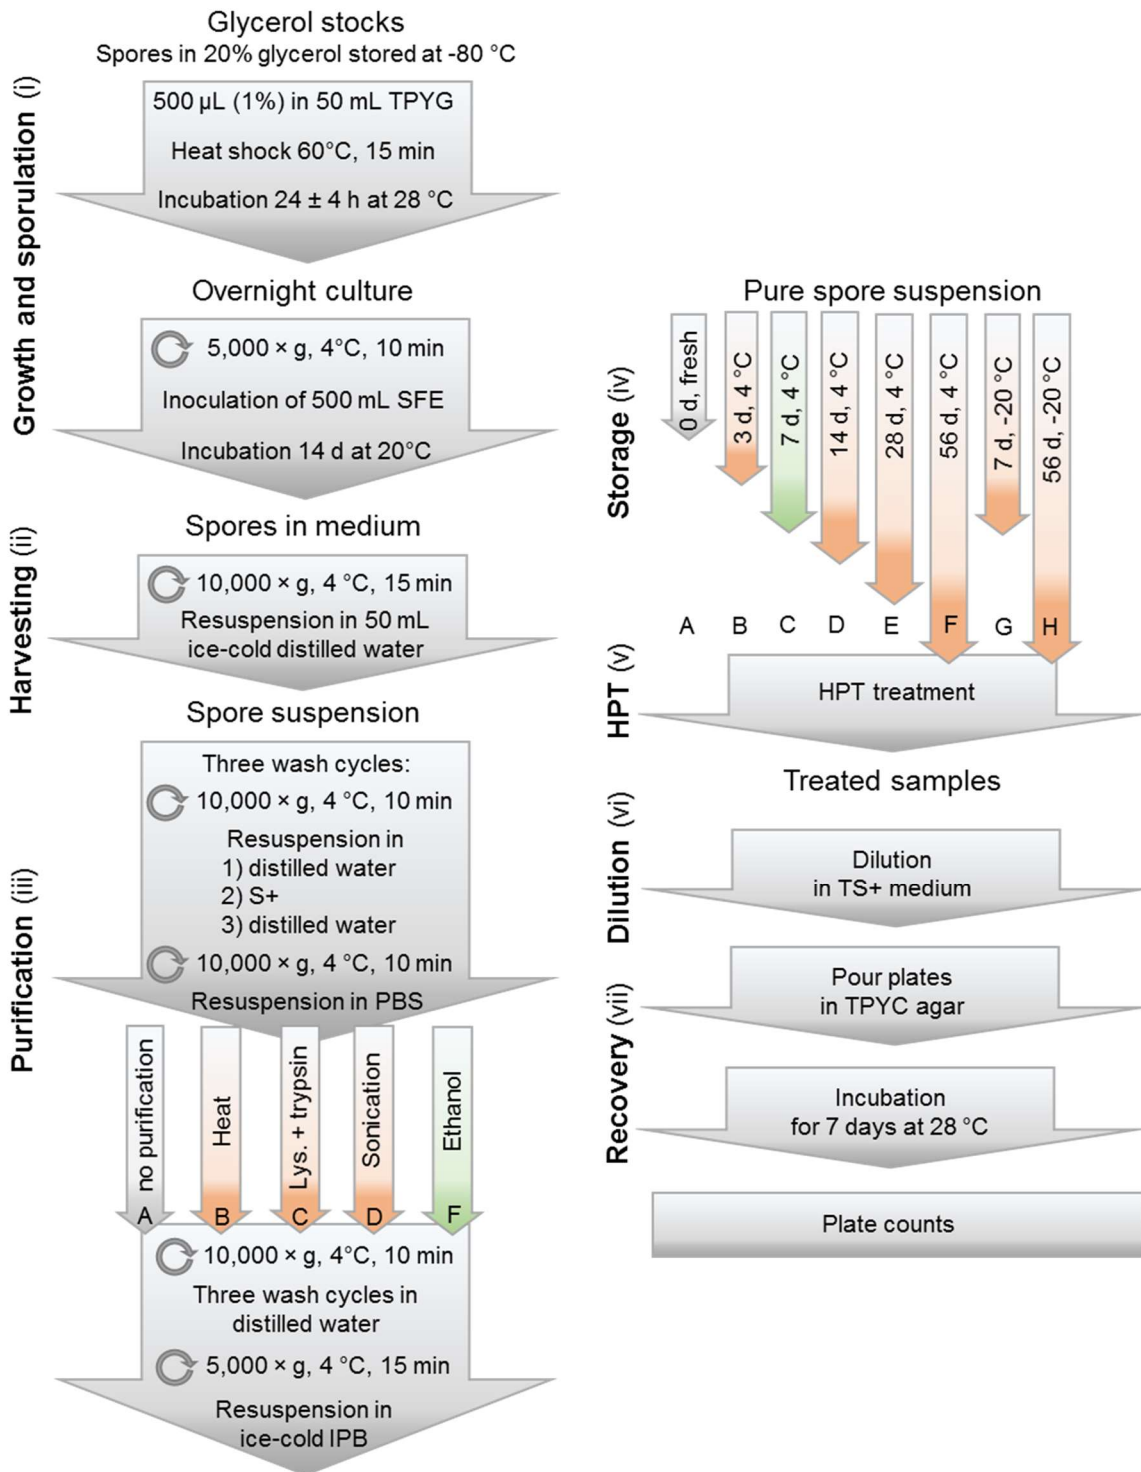 Glycerol stocks
Spores in 20% glycerol stored at -80 °C
Growth and sporulation (i)
500 µL (1%) in 50 mL TPYG
Heat shock 60°C, 15 min
Incubation 24 ± 4 h at 28 °C
Overnight culture
5,000 × g, 4°C, 10 min
Inoculation of 500 mL SFE
Incubation 14 d at 20°C
Harvesting (ii)
Spores in medium
10,000 × g, 4 °C, 15 min
Resuspension in 50 mL
ice-cold distilled water
Spore suspension
Purification (iii)
Three wash cycles:
10,000 × g, 4 °C, 10 min
Resuspension in
1) distilled water
2) S+
3) distilled water
10,000 × g, 4 °C, 10 min
Resuspension in PBS
no purification
Heat
Lys. + trypsin
Sonication
Ethanol
A
B
C
D
F
10,000 × g, 4°C, 10 min
Three wash cycles in
distilled water
5,000 × g, 4 °C, 15 min
Resuspension in
ice-cold IPB
Pure spore suspension
Storage (iv)
0 d, fresh
3 d, 4 °C
7 d, 4 °C
14 d, 4 °C
28 d, 4 °C
56 d, 4 °C
7 d, -20 °C
56 d, -20 °C
A
B
C
D
E
F
G
H
HPT (v)
HPT treatment
Treated samples
Dilution (vi)
Dilution
in TS+ medium
Recovery (vii)
Pour plates
in TPYC agar
Incubation
for 7 days at 28 °C
Plate counts